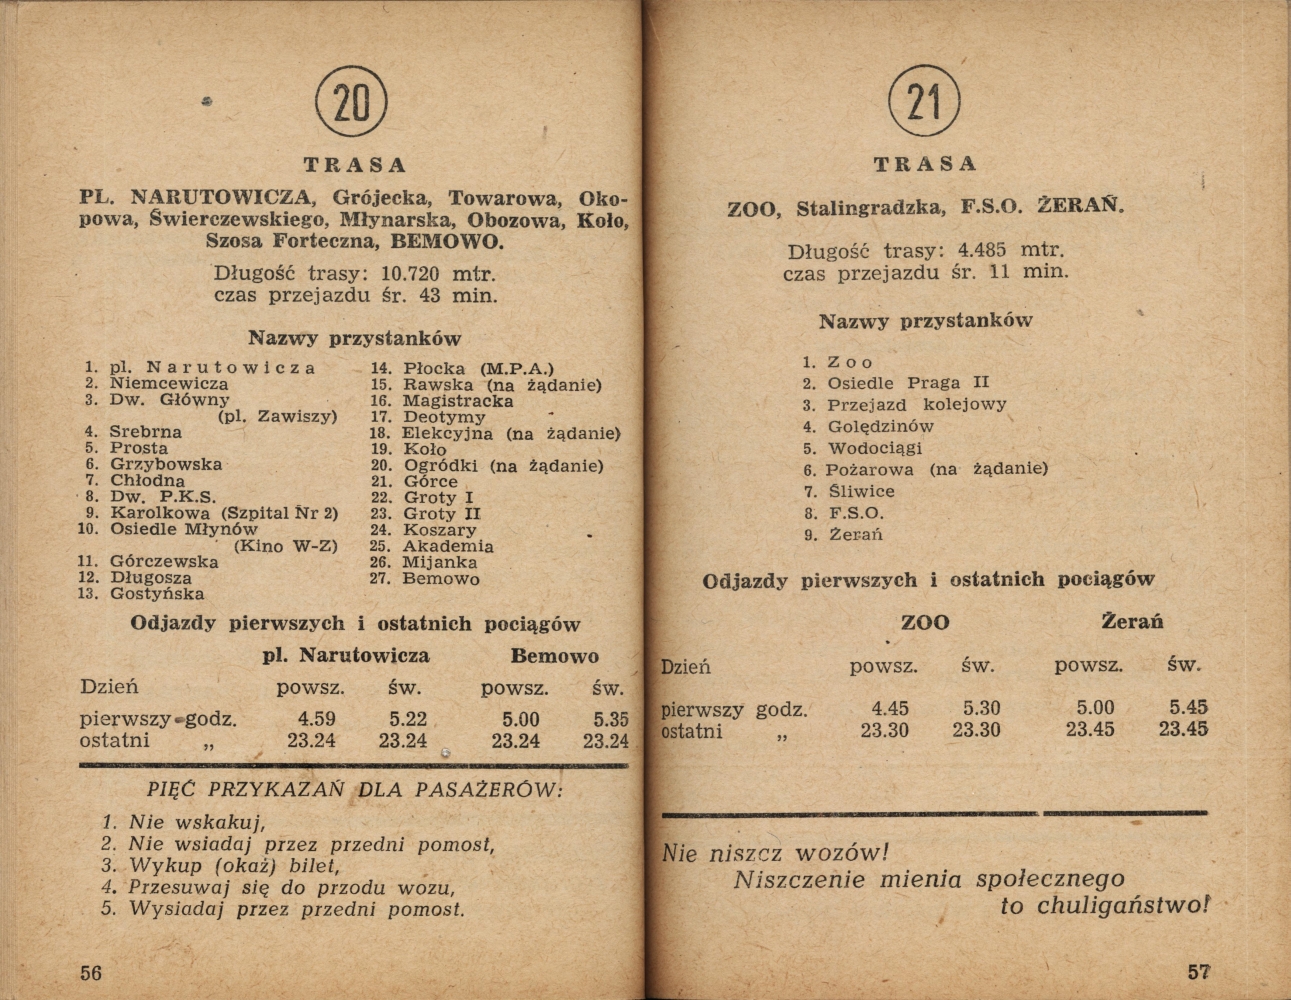 20
TRASA
PL. NARUTOWICZA, Grójecka, Towarowa, Oko-
powa, Świerczewskiego, Młynarska, Obozowa, Koło,
Szosa Forteczna, BEMOWO.
Długość trasy: 10.720 mtr.
czas przejazdu śr. 43 min.
Nazwy przystanków
1. pl. Narutowicza
2. Niemcewicza
3. Dw. Główny
(pl. Zawiszy)
4. Srebrna
5. Prosta
6. Grzybowska
7. Chłodna
8. Dw. P.K.S.
9. Karolkowa (Szpital Nr 2)
10. Osiedle Młynów
(Kino W-Z)
11. Górczewska
12. Długosza
13. Gostyńska
14. Płocka (M.P.A.)
15. Rawska (na żądanie)
16. Magistracka
17. Deotymy
18. Elekcyjna (na żądanie)
19. Koło
20. Ogródki (na żądanie)
21. Górce
22. Groty I
23. Groty II
24. Koszary
25. Akademia
26. Mijanka
27. Bemowo
Odjazdy pierwszych i ostatnich pociągów
pl. Narutowicza Bemowo
Dzień powsz. św. powsz. św.
pierwszy godz. 4.59 5.22 5.00 5.35
ostatni „ 23.24 23.24 23.24 23.24
PIĘĆ PRZYKAZAŃ DLA PASAŻERÓW:
1. Nie wskakuj,
2. Nie wsiadaj przez przedni pomost,
3. Wykup (okaż) bilet,
4. Przesuwaj się do przodu wozu,
5. Wysiadaj przez przedni pomost.
56
21
TRASA
ZOO, Stalingradzka, F.S.O. ŻERAŃ.
Długość trasy: 4.485 mtr.
czas przejazdu śr. 11 min.
Nazwy przystanków
1. Zoo
2. Osiedle Praga II
3. Przejazd kolejowy
4. Golędzinów
5. Wodociągi
6. Pożarowa (na żądanie)
7. Śliwice
8. F.S.O.
9. Żerań
Odjazdy pierwszych i ostatnich pociągów
ZOO Żerań
Dzień powsz. św. powsz. św.
pierwszy godz. 4.45 5.30 5.00 5.45
ostatni „ 23.30 23.30 23.45 23.45
Nie niszcz wozów!
Niszczenie mienia społecznego
to chuligaństwo!
57